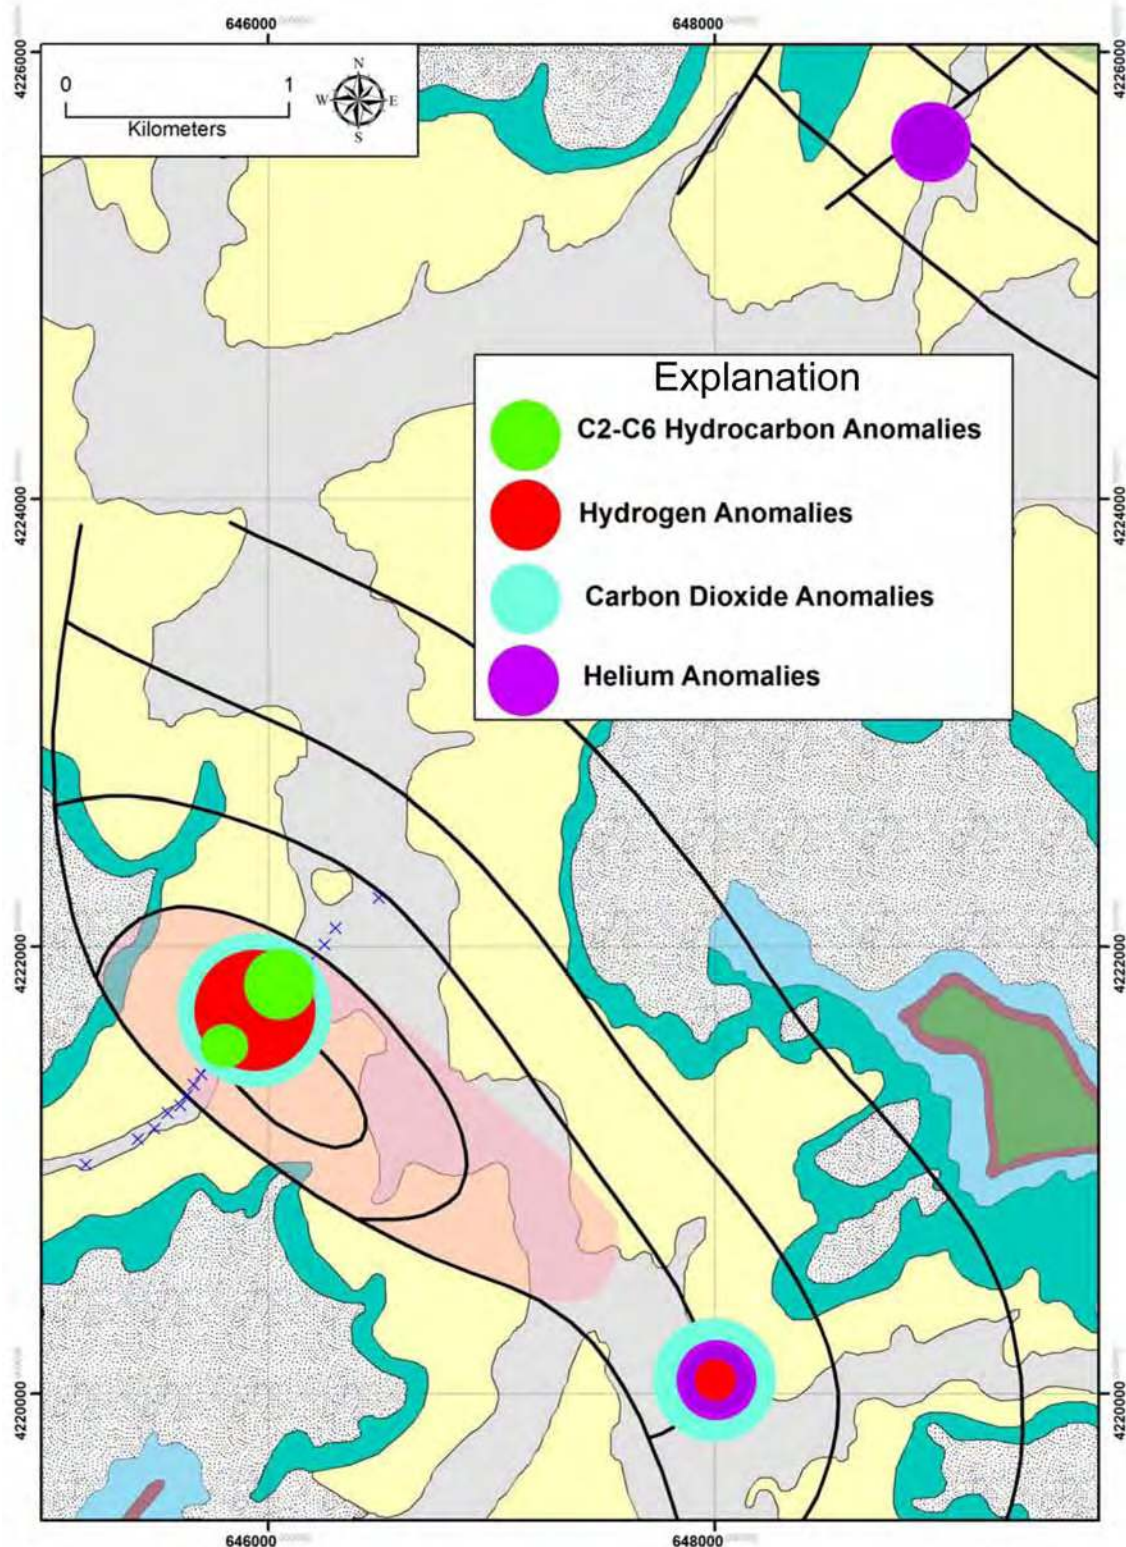 646000
648000
4226000
4226000
0 1
Kilometers
N
W E
S
Explanation
C2-C6 Hydrocarbon Anomalies
Hydrogen Anomalies
Carbon Dioxide Anomalies
Helium Anomalies
4224000
4224000
4222000
4222000
4220000
4220000
646000
648000